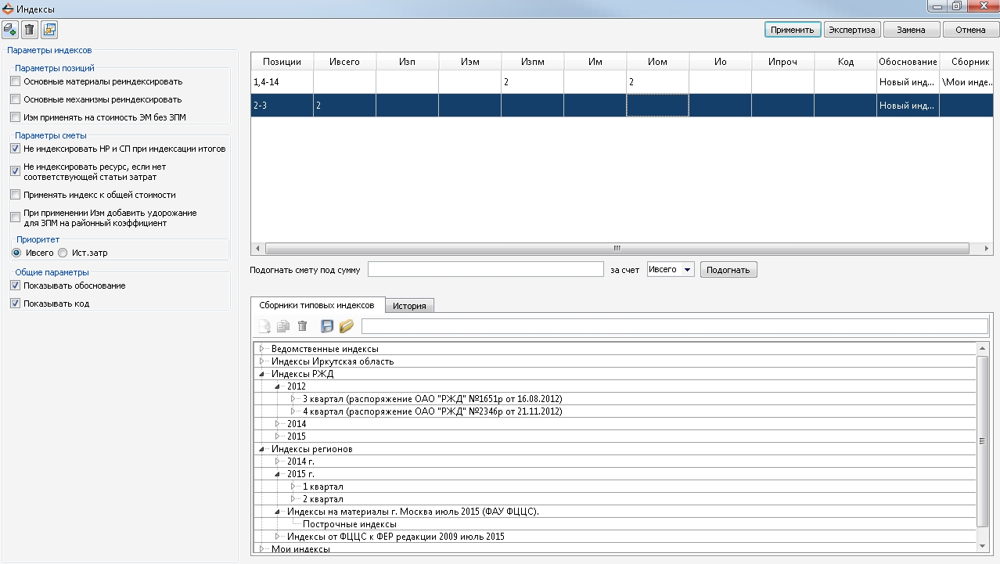 Индексы
Применить Экспертиза Замена Отмена
Параметры индексов
Параметры позиций
Основные материалы реиндексировать
Основные механизмы реиндексировать
Иэм применять на стоимость ЭМ без ЗПМ
Параметры сметы
Не индексировать НР и СП при индексации итогов
Не индексировать ресурс, если нет
соответствующей статьи затрат
Применять индекс к общей стоимости
При применении Иэм добавить удорожание
для ЗПМ на районный коэффициент
Приоритет
Ивсего Ист.затр
Общие параметры
Показывать обоснование
Показывать код
Позиции Ивсего Изп Иэм Изпм Им Иом Ио Ипроч Код Обоснование Сборник
1,4-14 2 2 Новый инд... \Мои инде...
2-3 2 Новый инд...
Подогнать смету под сумму за счет Ивсего Подогнать
Сборники типовых индексов История
Ведомственные индексы
Индексы Иркутская область
Индексы РЖД
2012
3 квартал (распоряжение ОАО "РЖД" №1651р от 16.08.2012)
4 квартал (распоряжение ОАО "РЖД" №2346р от 21.11.2012)
2014
2015
Индексы регионов
2014 г.
2015 г.
1 квартал
2 квартал
Индексы на материалы г. Москва июль 2015 (ФАУ ФЦЦС).
Построчные индексы
Индексы от ФЦЦС к ФЕР редакции 2009 июль 2015
Мои индексы